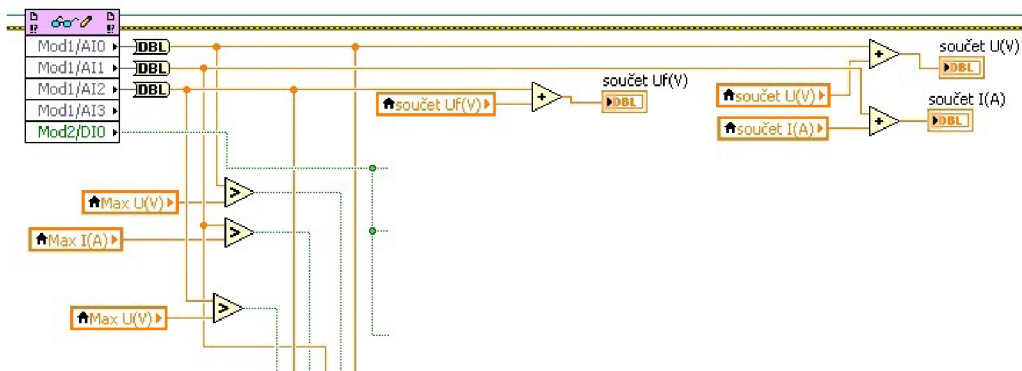 Mod1/AI0
DBL
Mod1/AI1
DBL
Mod1/AI2
DBL
Mod1/AI3
Mod2/DIO
součet U(V)
DBL
součet Uf(V)
DBL
součet Uf(V)
součet U(V)
součet I(A)
DBL
součet I(A)
Max U(V)
Max I(A)
Max U(V)